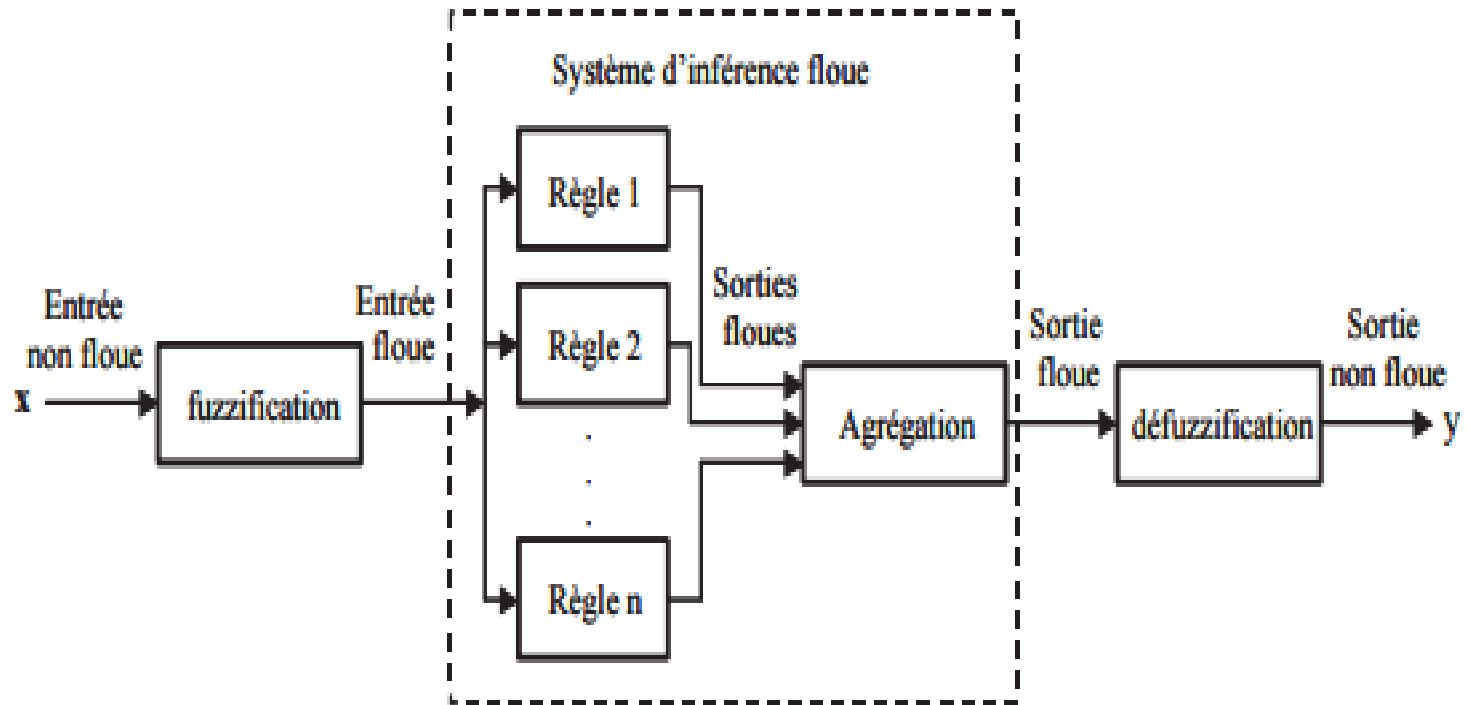 Système d'inférence floue
Règle 1
Entrée
non floue
x
fuzzification
Entrée
floue
Règle 2
.
.
.
Règle n
Sorties
floues
Agrégation
Sortie
floue
défuzzification
Sortie
non floue
y